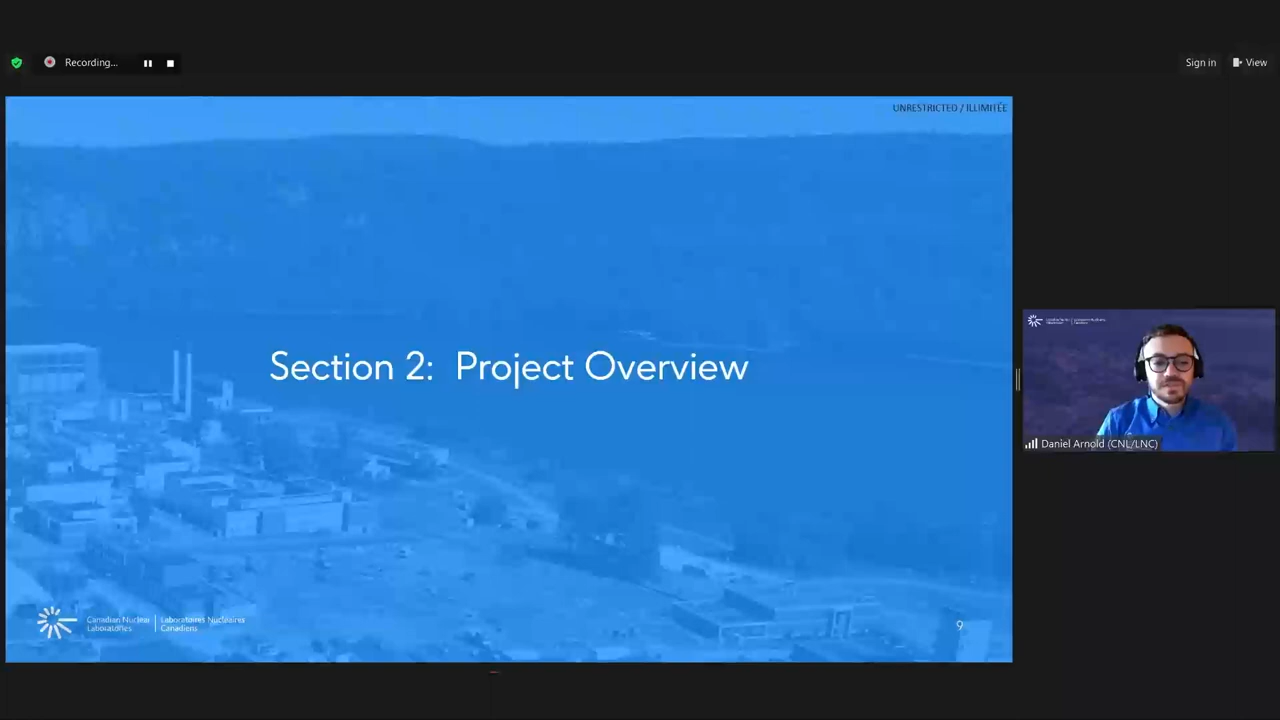 Recording...
Sign in
View
UNRESTRICTED / ILLIMITÉE
Section 2: Project Overview
Daniel Arnold (CNL/LNC)
Canadian Nuclear
Laboratories
Laboratoires Nucléaires
Canadiens
9